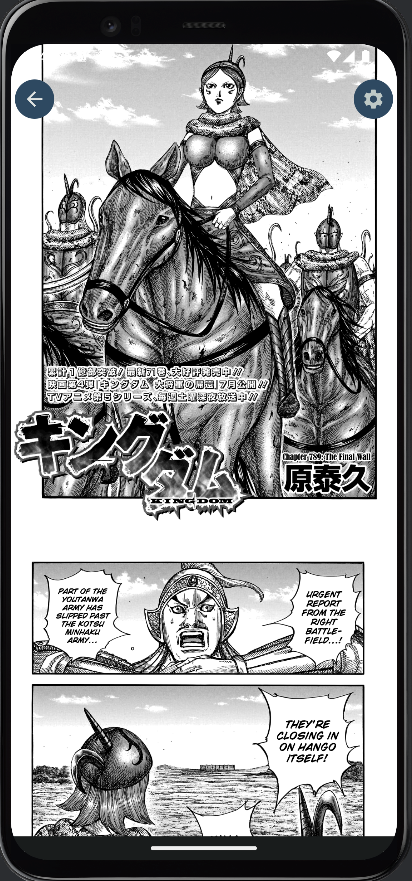 累計1億部突破！最新71巻、大好評発売中！！
映画第4弾「キングダム 大将軍の帰還」7月公開！！
TVアニメ第5シリーズ、毎週土曜深夜放送中！！
キングダム
KINGDOM
Chapter 789: The Final Wall
原泰久
URGENT
REPORT
FROM THE
RIGHT
BATTLE-
FIELD...!
PART OF THE
YOUTANWA
ARMY HAS
SLIPPED PAST
THE KOTSU
MINHAKU
ARMY...
THEY'RE
CLOSING IN
ON HANGO
ITSELF!